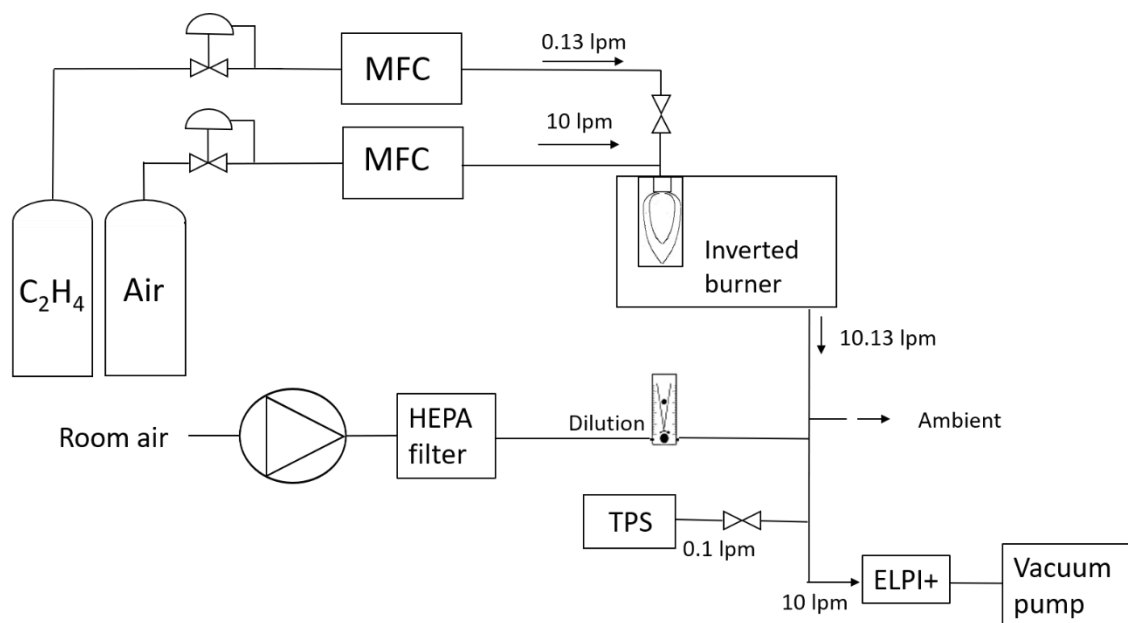 MFC
0.13 lpm
MFC
10 lpm
C₂H₄
Air
Inverted
burner
10.13 lpm
Ambient
Room air
HEPA
filter
Dilution
TPS
0.1 lpm
10 lpm
ELPI+
Vacuum
pump